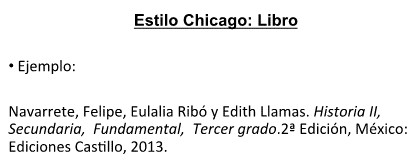 Estilo Chicago: Libro
• Ejemplo:
Navarrete, Felipe, Eulalia Ribó y Edith Llamas. Historia II,
Secundaria, Fundamental, Tercer grado.2ª Edición, México:
Ediciones Castillo, 2013.